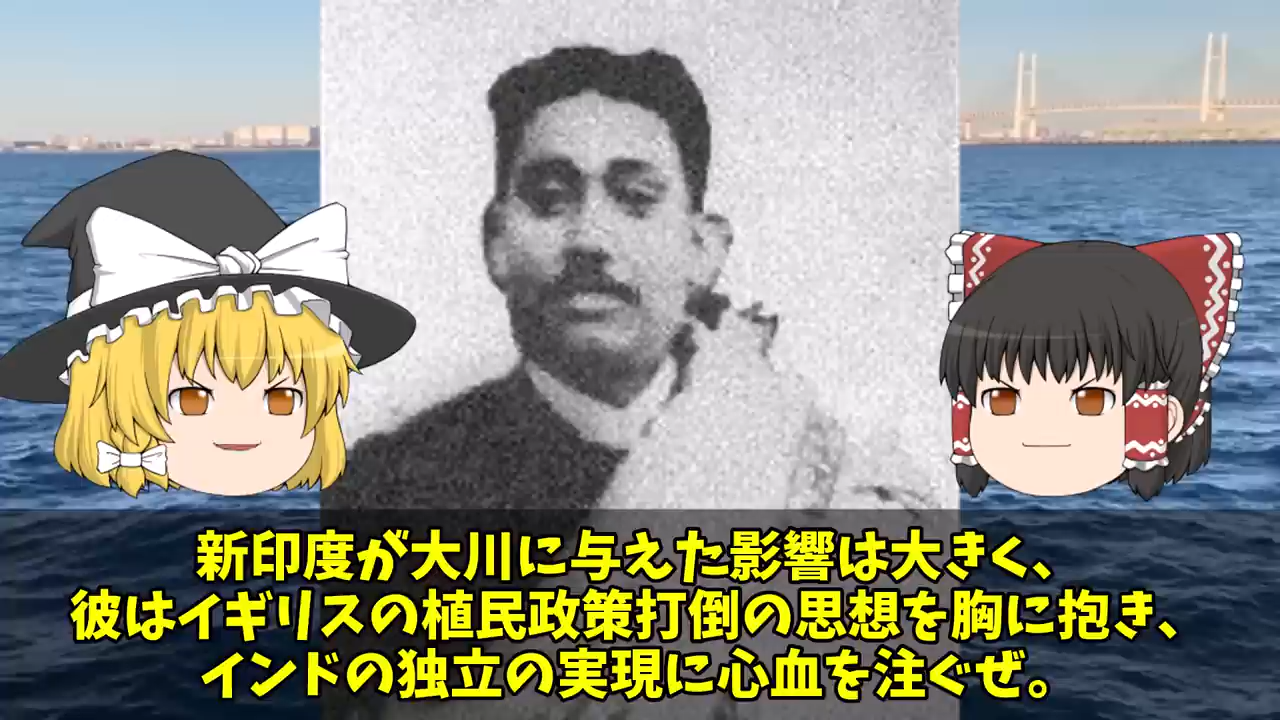 新印度が大川に与えた影響は大きく、
彼はイギリスの植民政策打倒の思想を胸に抱き、
インドの独立の実現に心血を注ぐぜ。